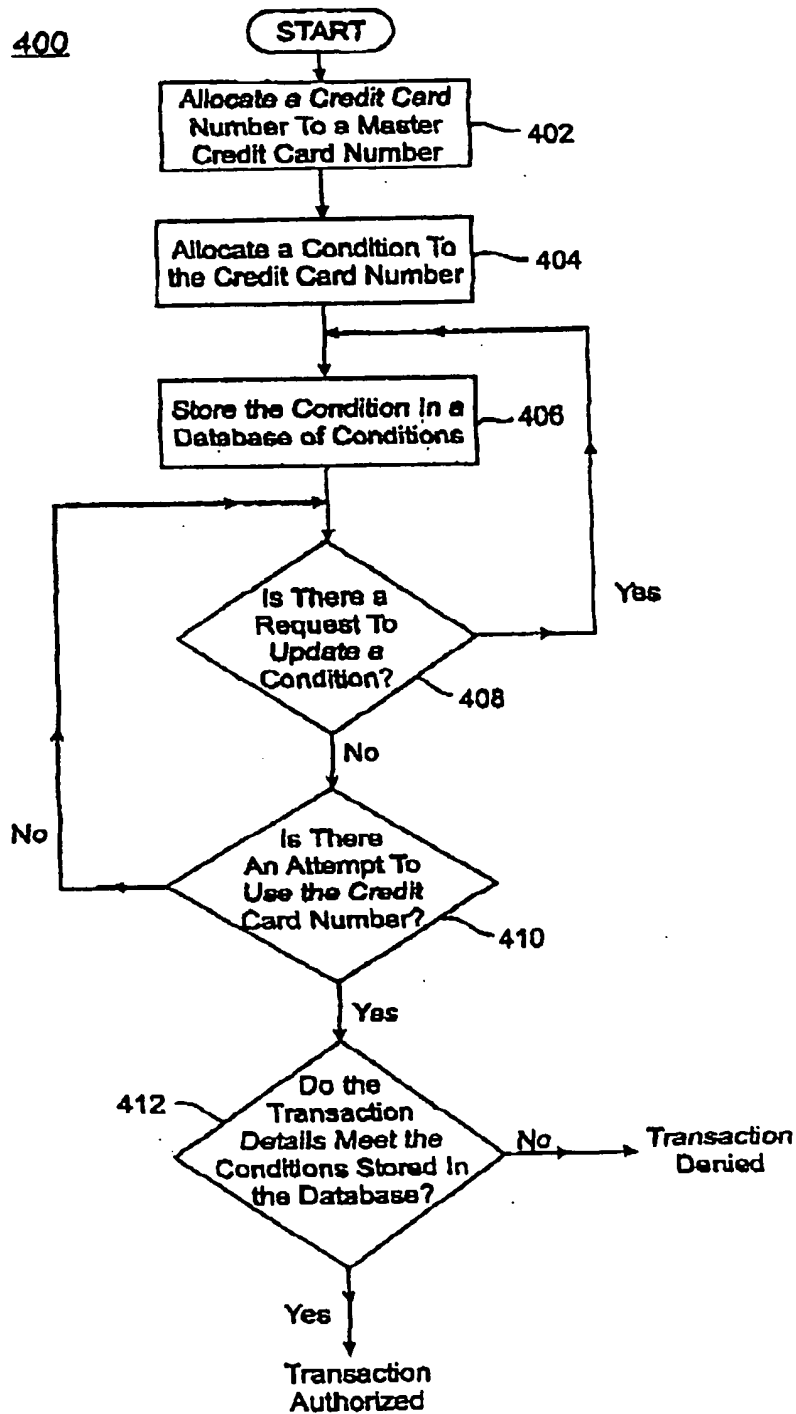 400
START
Allocate a Credit Card
Number To a Master
Credit Card Number
402
Allocate a Condition To
the Credit Card Number
404
Store the Condition In a
Database of Conditions
406
Is There a
Request To
Update a
Condition?
408
Yes
No
Is There
An Attempt To
Use the Credit
Card Number?
410
No
Yes
412
Do the
Transaction
Details Meet the
Conditions Stored In
the Database?
No
Transaction
Denied
Yes
Transaction
Authorized